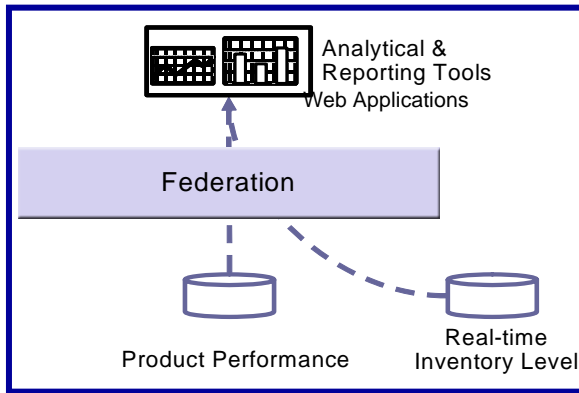 Analytical &
Reporting Tools
Web Applications
Federation
Product Performance
Real-time
Inventory Level